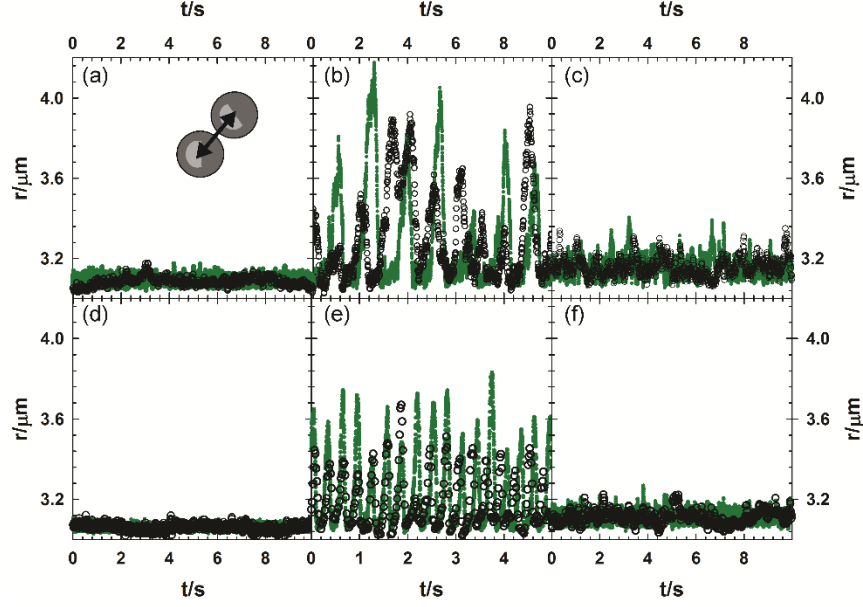 t/s t/s t/s
0 2 4 6 8 0 2 4 6 8 0 2 4 6 8
(a) (b) (c)
4.0 4.0
r/μm r/μm
3.6 3.6
3.2 3.2
(d) (e) (f)
4.0 4.0
r/μm r/μm
3.6 3.6
3.2 3.2
0 2 4 6 8 0 1 2 3 4 0 2 4 6 8
t/s t/s t/s